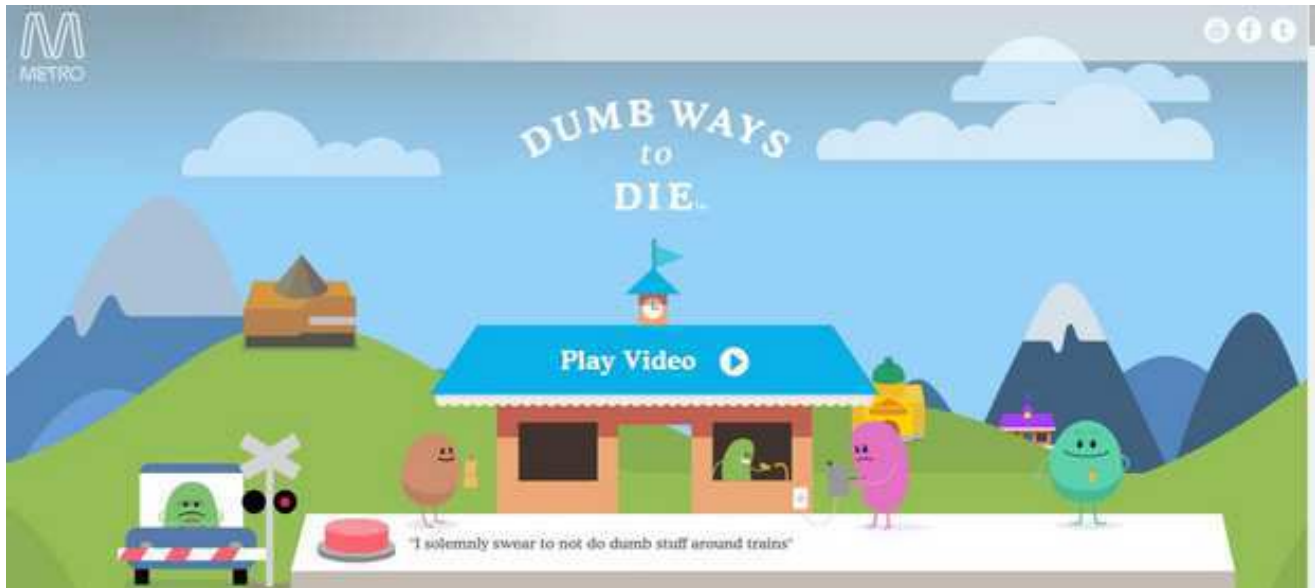 METRO
DUMB WAYS
to
DIE
Play Video
"I solemnly swear to not do dumb stuff around trains"